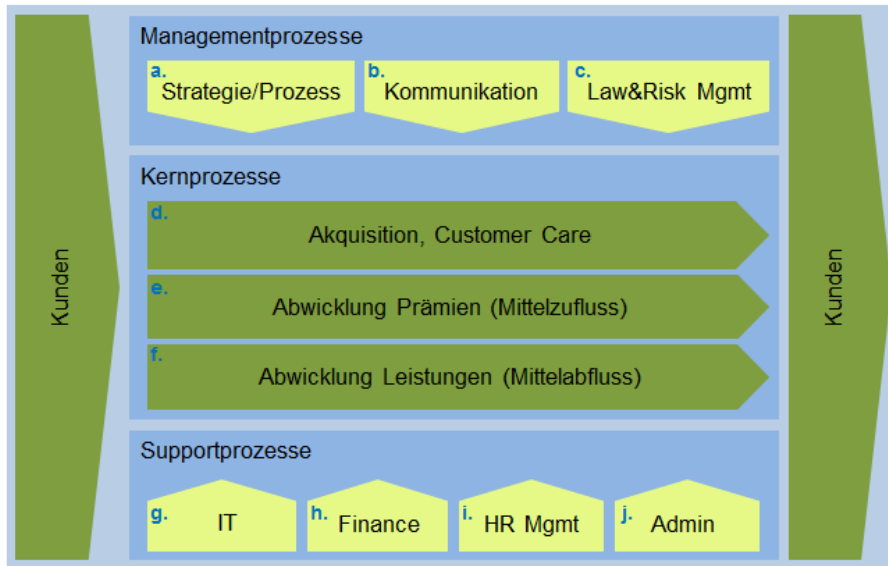 Kunden
Managementprozesse
a.
Strategie/Prozess
b.
Kommunikation
c.
Law&Risk Mgmt
Kernprozesse
d.
Akquisition, Customer Care
e.
Abwicklung Prämien (Mittelzufluss)
f.
Abwicklung Leistungen (Mittelabfluss)
Supportprozesse
g.
IT
h.
Finance
i.
HR Mgmt
j.
Admin
Kunden